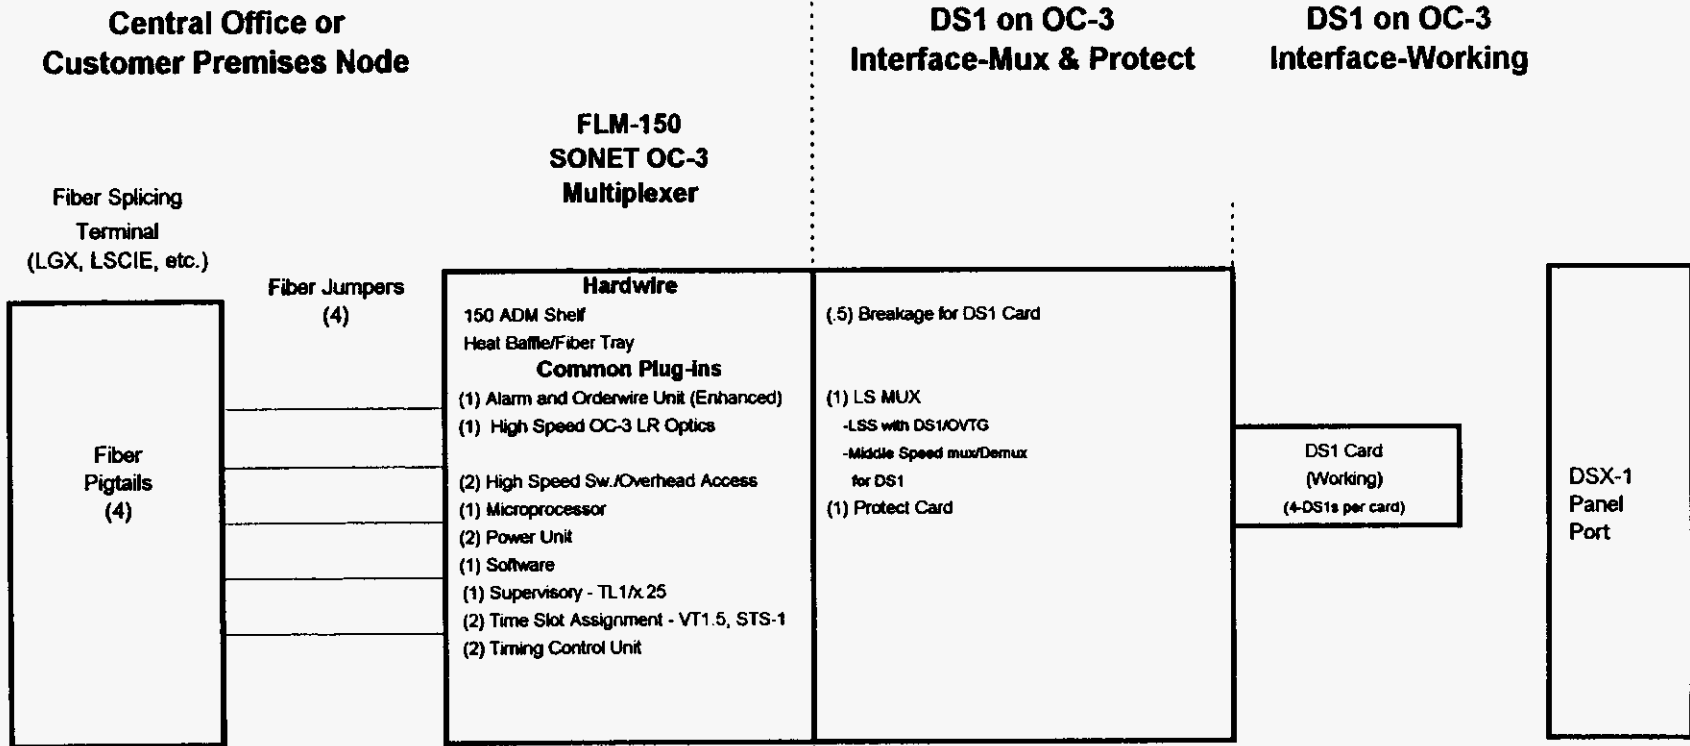 Central Office or
Customer Premises Node
DS1 on OC-3
Interface-Mux & Protect
DS1 on OC-3
Interface-Working
FLM-150
SONET OC-3
Multiplexer
Fiber Splicing
Terminal
(LGX, LSCIE, etc.)
Fiber Jumpers
(4)
Fiber
Pigtails
(4)
Hardwire
150 ADM Shelf
Heat Baffle/Fiber Tray
Common Plug-ins
(1) Alarm and Orderwire Unit (Enhanced)
(1) High Speed OC-3 LR Optics
(2) High Speed Sw./Overhead Access
(1) Microprocessor
(2) Power Unit
(1) Software
(1) Supervisory - TL1/x.25
(2) Time Slot Assignment - VT1.5, STS-1
(2) Timing Control Unit
(.5) Breakage for DS1 Card
(1) LS MUX
-LSS with DS1/OVTG
-Middle Speed mux/Demux
for DS1
(1) Protect Card
DS1 Card
(Working)
(4-DS1s per card)
DSX-1
Panel
Port